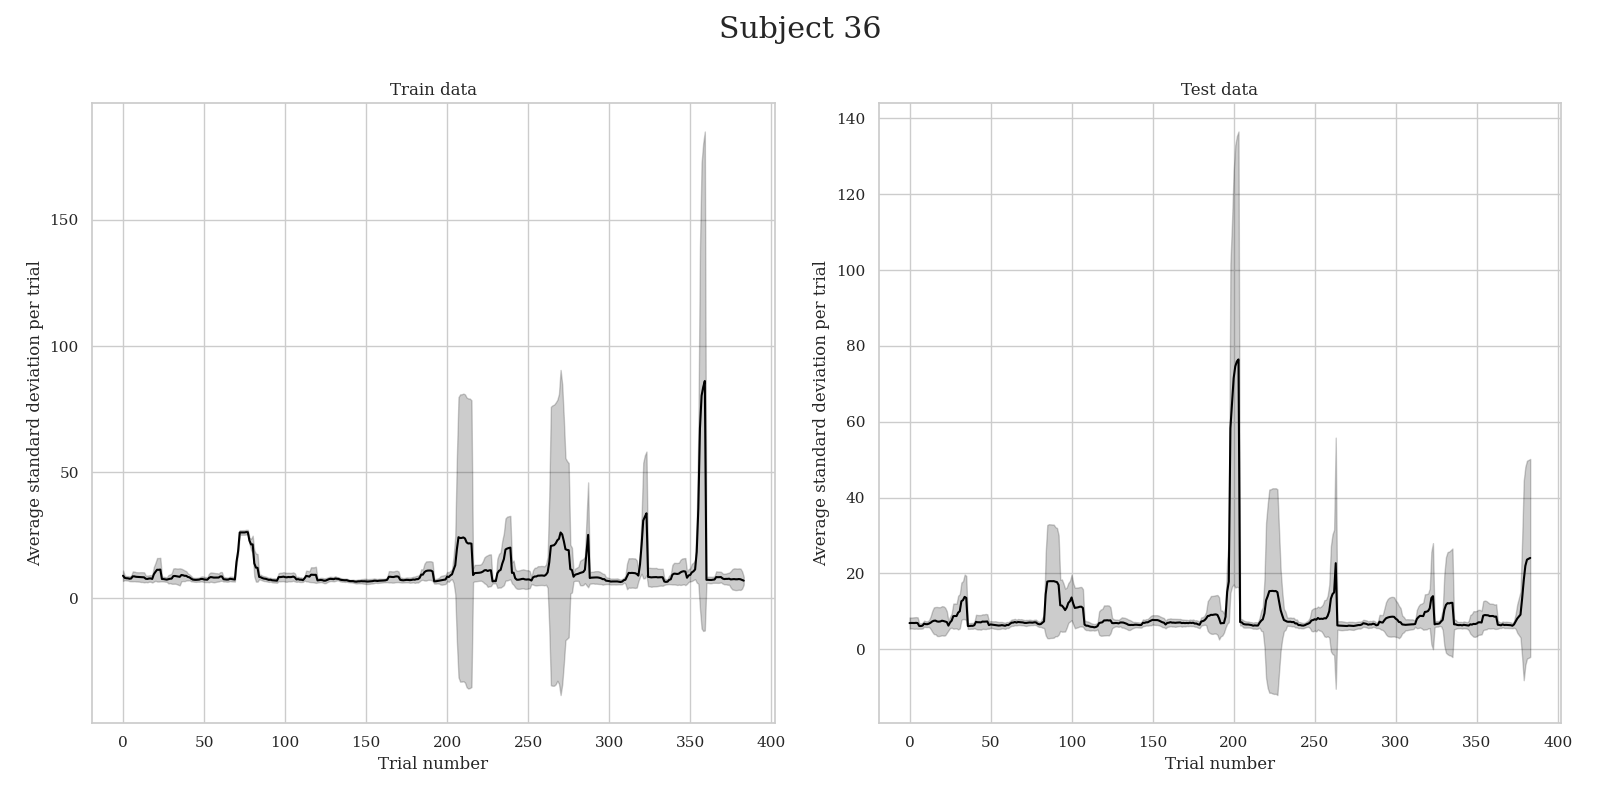 Subject 36
Train data
Average standard deviation per trial
150
100
50
0
0 50 100 150 200 250 300 350 400
Trial number
Test data
Average standard deviation per trial
140
120
100
80
60
40
20
0
0 50 100 150 200 250 300 350 400
Trial number